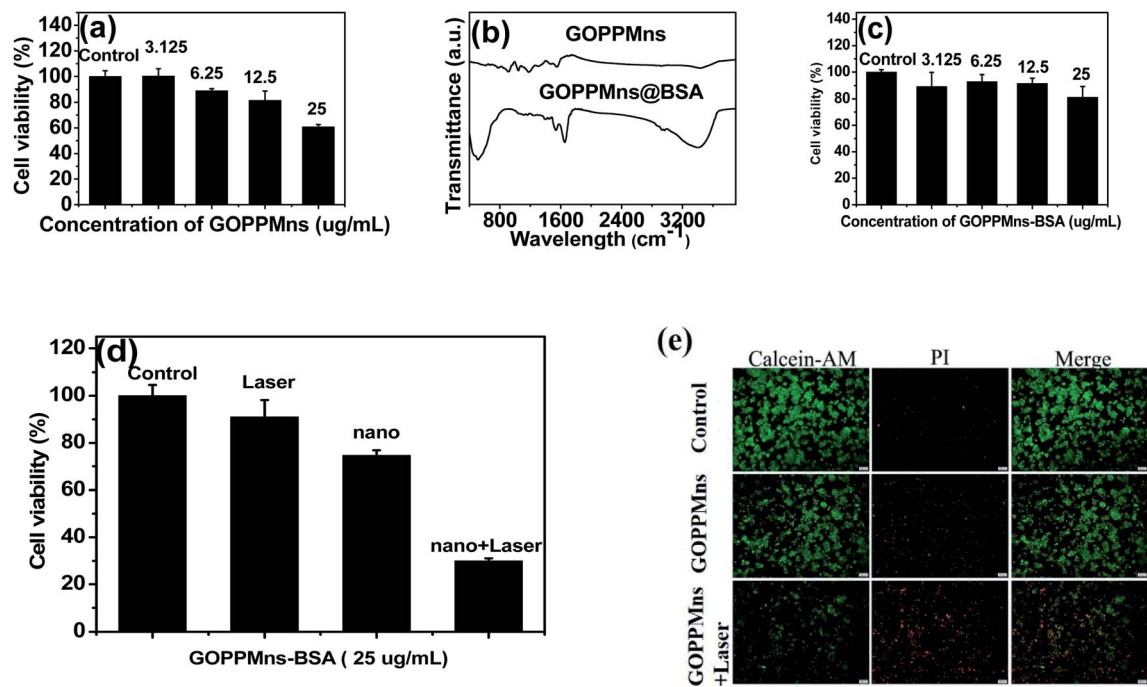 (a)
Cell viability (%)
140
120
100
80
60
40
20
0
Control
3.125
6.25
12.5
25
Concentration of GOPPMns (ug/mL)
(b)
Transmittance (a.u.)
GOPPMns
GOPPMns@BSA
800 1600 2400 3200
Wavelength (cm-1)
(c)
Cell viability (%)
140
120
100
80
60
40
20
0
Control
3.125
6.25
12.5
25
Concentration of GOPPMns-BSA (ug/mL)
(d)
Cell viability (%)
120
100
80
60
40
20
0
Control
Laser
nano
nano+Laser
GOPPMns-BSA ( 25 ug/mL)
(e)
Calcein-AM PI Merge
Control
GOPPMns
GOPPMns
+Laser